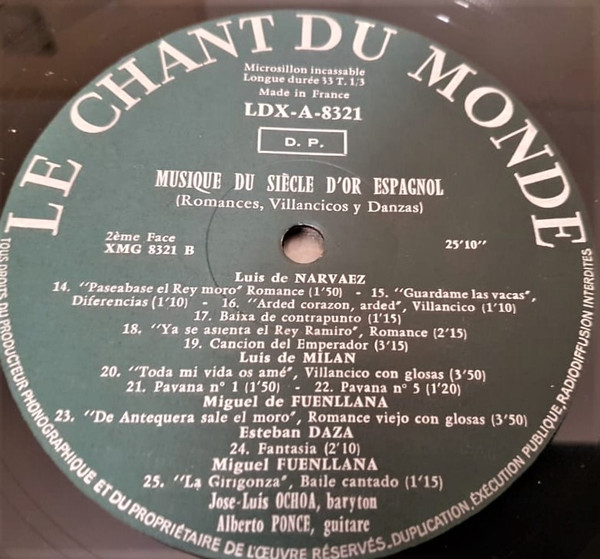 LE CHANT DU MONDE
Microsillon incassable
Longue durée 33 T. 1/3
Made in France
LDX-A-8321
D. P.
MUSIQUE DU SIÈCLE D'OR ESPAGNOL
(Romances, Villancicos y Danzas)
2ème Face
XMG 8321 B
25'10"
Luis de NARVAEZ
14. "Paseabase el Rey moro" Romance (1'50) - 15. "Guardame las vacas",
Diferencias (1'10) - 16. "Arded corazon, arded", Villancico (1'10)
17. Baixa de contrapunto (1'15)
18. "Ya se asienta el Rey Ramiro", Romance (2'15)
19. Cancion del Emperador (3'15)
Luis de MILAN
20. "Toda mi vida os amé", Villancico con glosas (3'50)
21. Pavana n° 1 (1'50) - 22. Pavana n° 5 (1'20)
Miguel de FUENLLANA
23. "De Antequera sale el moro", Romance viejo con glosas (3'50)
Esteban DAZA
24. Fantasia (2'10)
Miguel FUENLLANA
25. "La Girigonza", Baile cantado (1'15)
Jose-Luis OCHOA, baryton
Alberto PONCE, guitare
TOUS DROITS DU PRODUCTEUR PHONOGRAPHIQUE ET DU PROPRIÉTAIRE DE L'ŒUVRE RÉSERVÉS. DUPLICATION, EXÉCUTION PUBLIQUE, RADIODIFFUSION INTERDITES